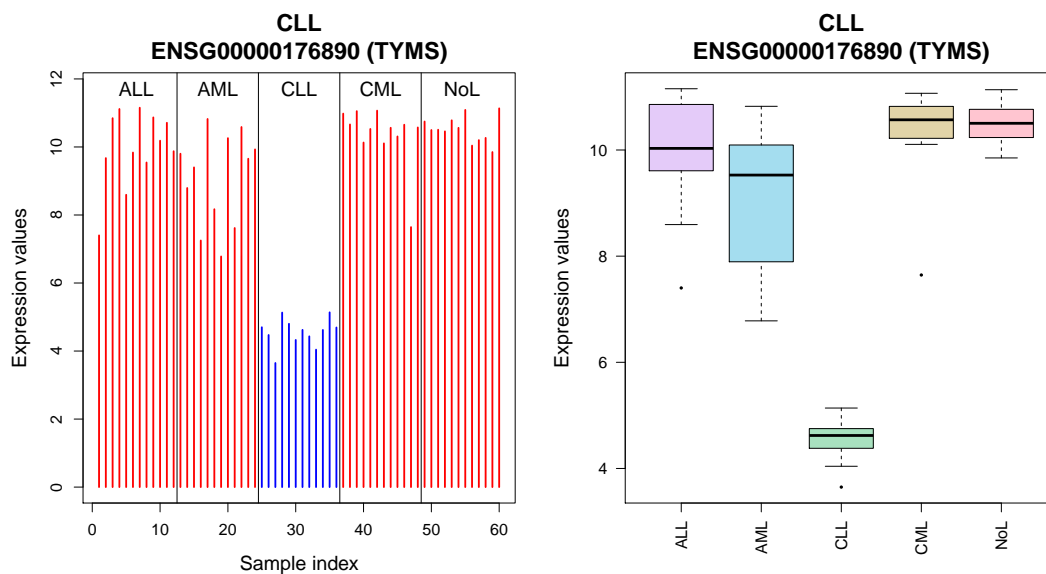 CLL
ENSG00000176890 (TYMS)
ALL AML CLL CML NoL
Expression values
0 2 4 6 8 10 12
0 10 20 30 40 50 60
Sample index
CLL
ENSG00000176890 (TYMS)
Expression values
4 6 8 10
ALL AML CLL CML NoL